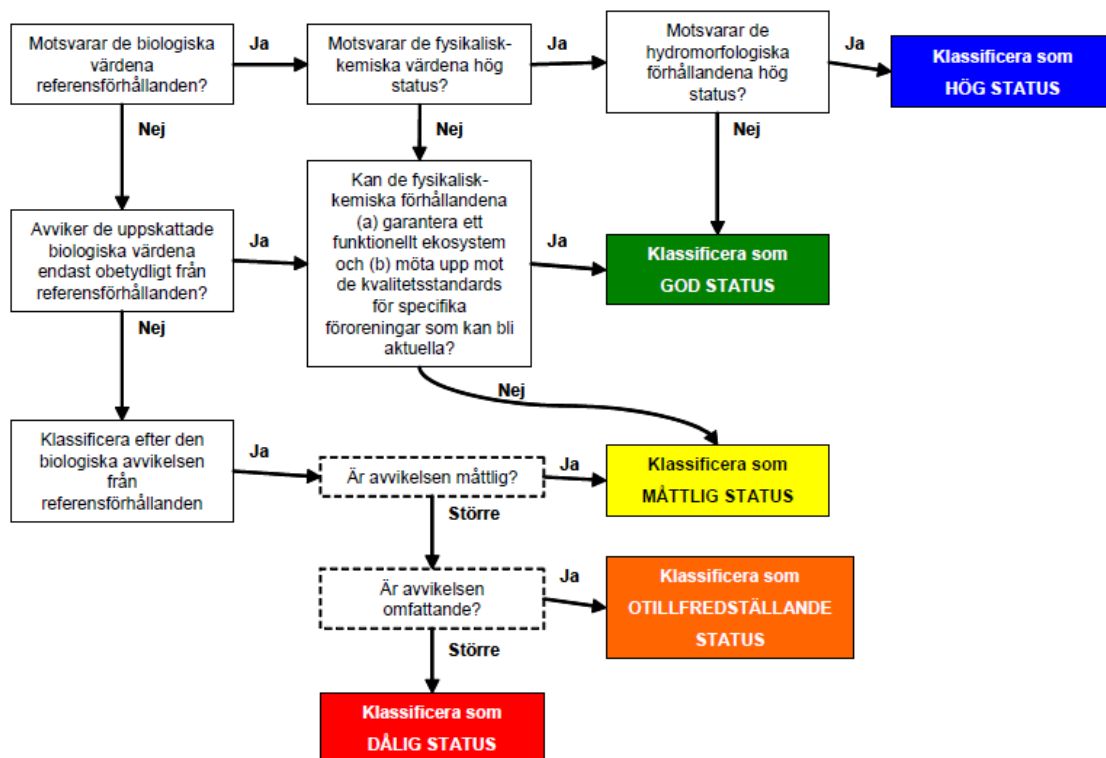 Motsvarar de biologiska
värdena
referensförhållanden?
Ja
Motsvarar de fysikalisk-
kemiska värdena hög
status?
Ja
Motsvarar de
hydromorfologiska
förhållandena hög
status?
Ja
Klassificera som
HÖG STATUS
Nej
Nej
Nej
Avviker de uppskattade
biologiska värdena
endast obetydligt från
referensförhållanden?
Ja
Kan de fysikalisk-
kemiska förhållandena
(a) garantera ett
funktionellt ekosystem
och (b) möta upp mot
de kvalitetsstandards
för specifika
föroreningar som kan bli
aktuella?
Ja
Klassificera som
GOD STATUS
Nej
Nej
Klassificera efter den
biologiska avvikelsen
från
referensförhållanden
Ja
Är avvikelsen måttlig?
Ja
Klassificera som
MÅTTLIG STATUS
Större
Är avvikelsen
omfattande?
Ja
Klassificera som
OTILLFREDSTÄLLANDE
STATUS
Större
Klassificera som
DÅLIG STATUS